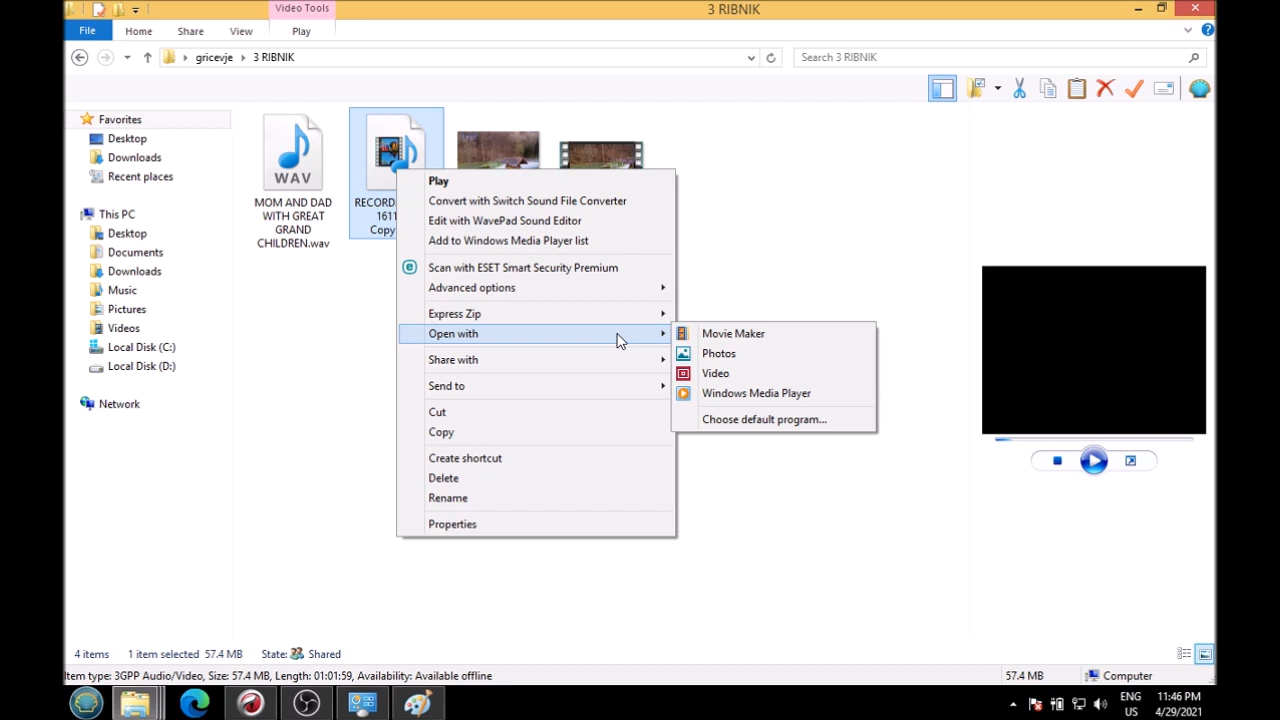 Video Tools
3 RIBNIK
File
Home
Share
View
Play
gricevje
3 RIBNIK
Search 3 RIBNIK
Favorites
Desktop
Downloads
Recent places
This PC
Desktop
Documents
Downloads
Music
Pictures
Videos
Local Disk (C:)
Local Disk (D:)
Network
WAV
MOM AND DAD
WITH GREAT
GRAND
CHILDREN.wav
1611
Copy
Play
Convert with Switch Sound File Converter
Edit with WavePad Sound Editor
Add to Windows Media Player list
Scan with ESET Smart Security Premium
Advanced options
Express Zip
Open with
Share with
Send to
Cut
Copy
Create shortcut
Delete
Rename
Properties
Movie Maker
Photos
Video
Windows Media Player
Choose default program...
4 items
1 item selected 57.4 MB
State:
Shared
Item type: 3GPP Audio/Video, Size: 57.4 MB, Length: 01:01:59, Availability: Available offline
57.4 MB
Computer
ENG
US
11:46 PM
4/29/2021